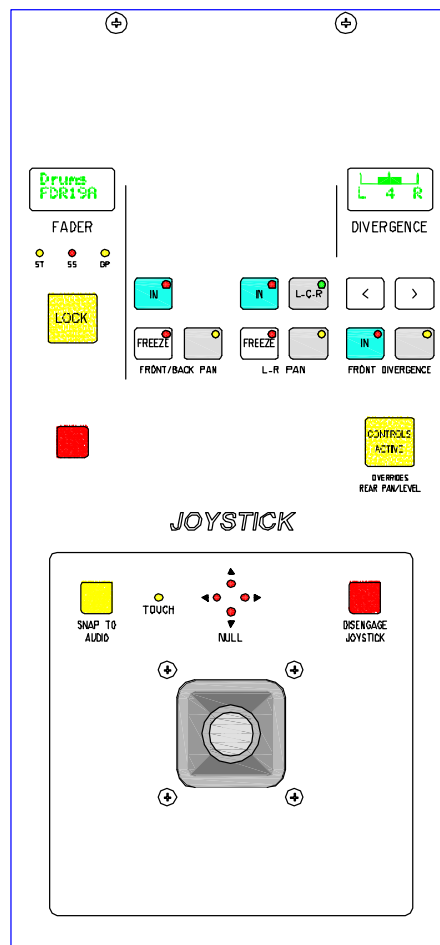 Drums
FDR19A
L 4 R
FADER
DIVERGENCE
ST SS DP
IN
IN
L-C-R
<
>
LOCK
FREEZE
FREEZE
IN
FRONT/BACK PAN
L-R PAN
FRONT DIVERGENCE
CONTROLS
ACTIVE
OVERRIDES
REAR PAN/LEVEL
JOYSTICK
SNAP TO
AUDIO
TOUCH
NULL
DISENGAGE
JOYSTICK